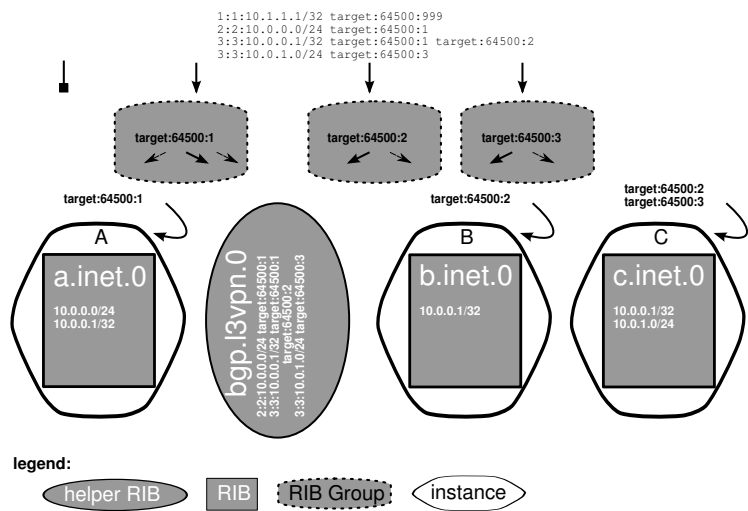 1:1:10.1.1.1/32 target:64500:999
2:2:10.0.0.0/24 target:64500:1
3:3:10.0.0.1/32 target:64500:1 target:64500:2
3:3:10.0.1.0/24 target:64500:3
target:64500:1
target:64500:2
target:64500:3
target:64500:1
target:64500:2
target:64500:2
target:64500:3
A
a.inet.0
10.0.0.0/24
10.0.0.1/32
bgp.l3vpn.0
2:2:10.0.0.0/24 target:64500:1
3:3:10.0.0.1/32 target:64500:1
target:64500:2
3:3:10.0.1.0/24 target:64500:3
B
b.inet.0
10.0.0.1/32
C
c.inet.0
10.0.0.1/32
10.0.1.0/24
legend:
helper RIB
RIB
RIB Group
instance